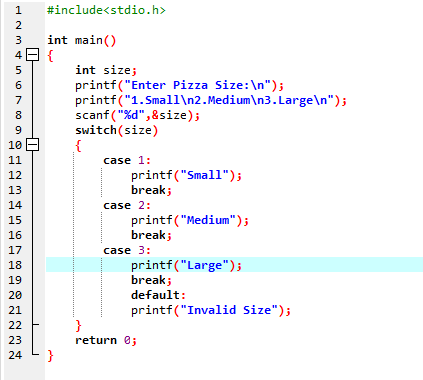 1 #include<stdio.h>
2
3 int main()
4 {
5 int size;
6 printf("Enter Pizza Size:\n");
7 printf("1.Small\n2.Medium\n3.Large\n");
8 scanf("%d",&size);
9 switch(size)
10 {
11 case 1:
12 printf("Small");
13 break;
14 case 2:
15 printf("Medium");
16 break;
17 case 3:
18 printf("Large");
19 break;
20 default:
21 printf("Invalid Size");
22 }
23 return 0;
24 }